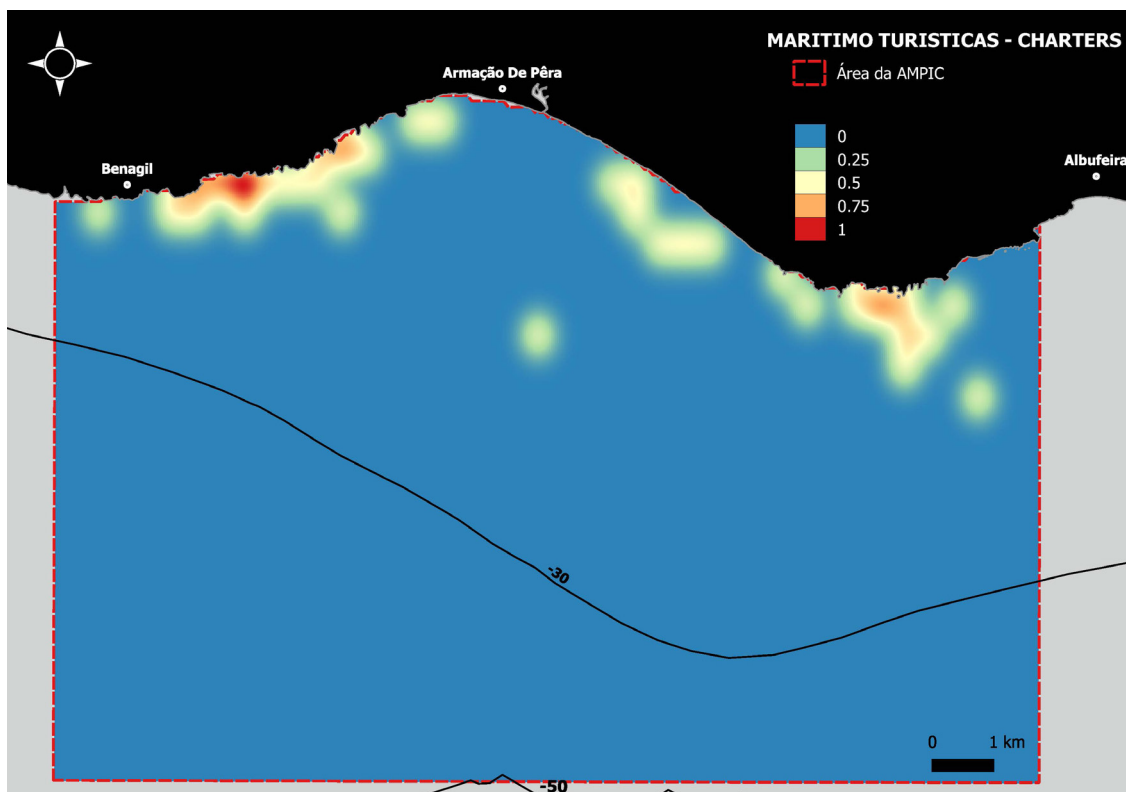 MARITIMO TURISTICAS - CHARTERS
Área da AMPIC
0
0.25
0.5
0.75
1
Armação De Pêra
Benagil
Albufeira
-30
0 1 km
-50